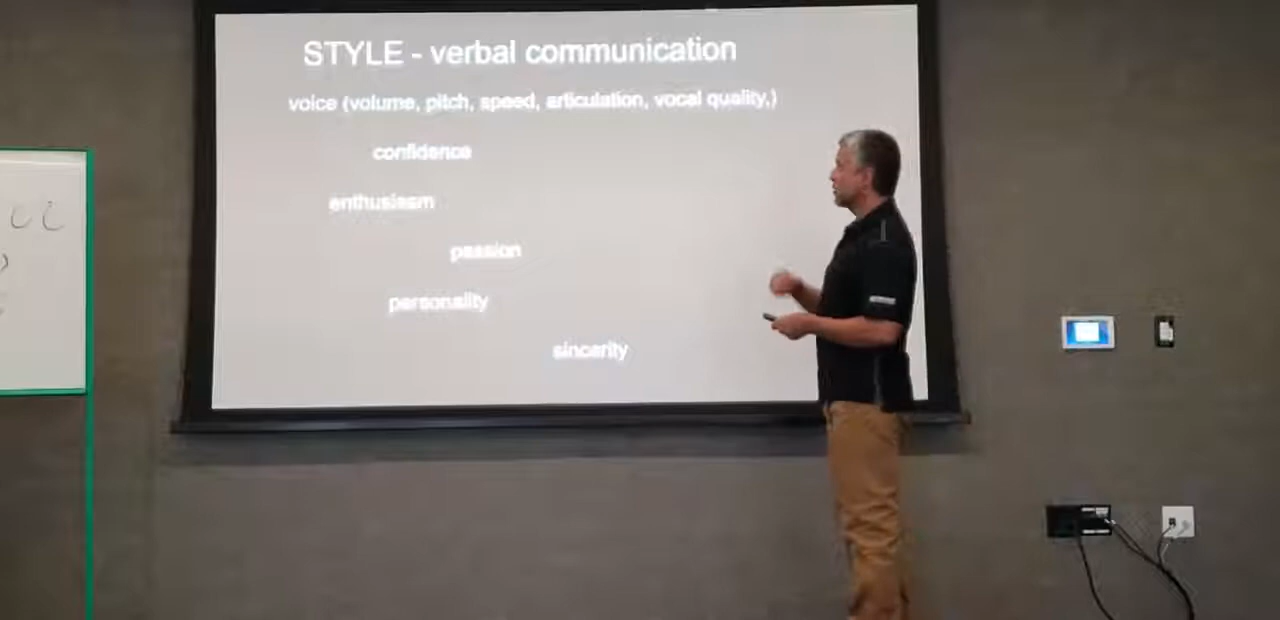 STYLE - verbal communication
voice (volume, pitch, speed, articulation, vocal quality,)
confidence
enthusiasm
passion
personality
sincerity